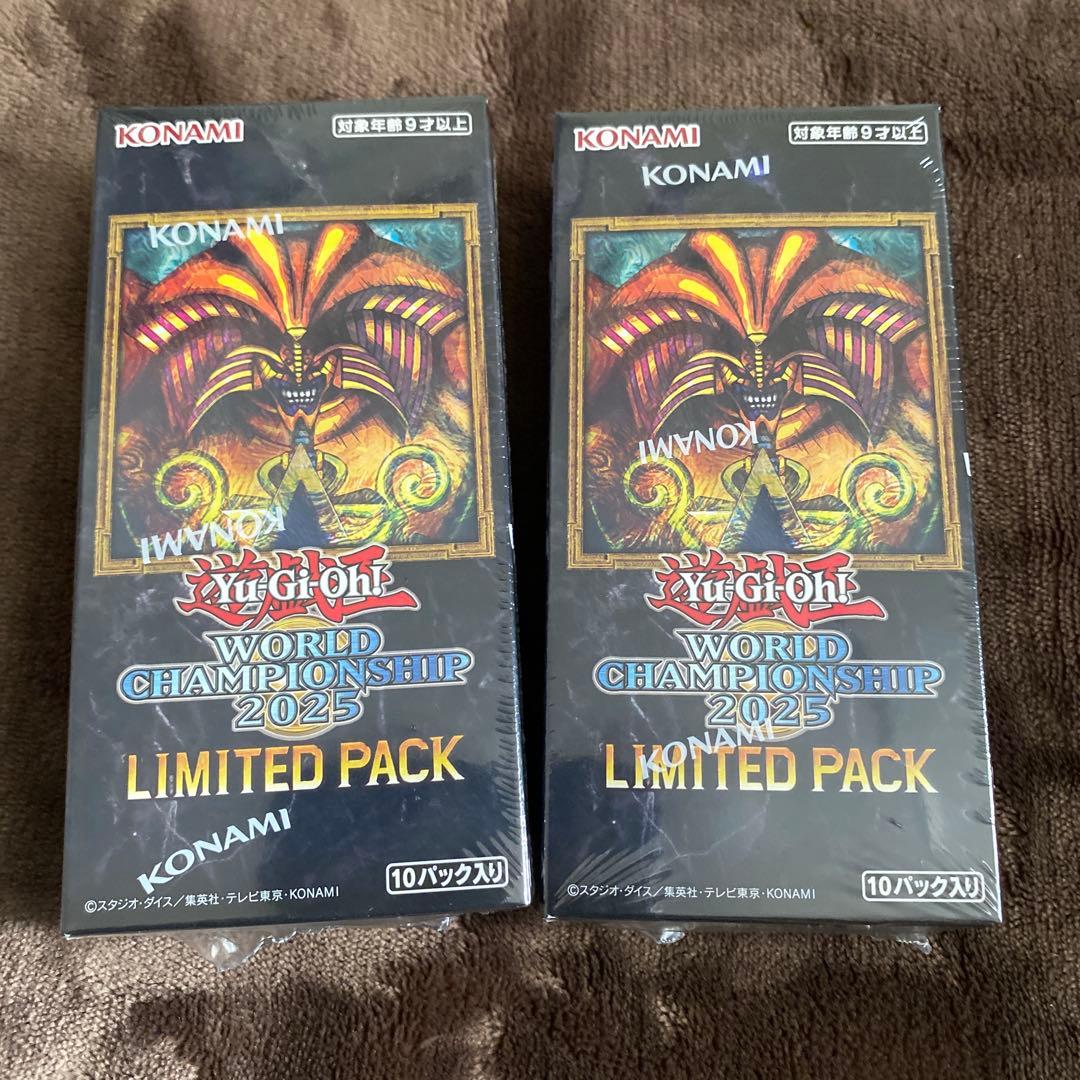 KONAMI
対象年齢9才以上
KONAMI
KONAMI
遊戯王
Yu-Gi-Oh!
WORLD
CHAMPIONSHIP
2025
LIMITED PACK
KONAMI
10パック入り
©スタジオ・ダイス／集英社・テレビ東京・KONAMI
KONAMI
対象年齢9才以上
KONAMI
KONAMI
遊戯王
Yu-Gi-Oh!
WORLD
CHAMPIONSHIP
2025
KONAMI
LIMITED PACK
10パック入り
©スタジオ・ダイス／集英社・テレビ東京・KONAMI